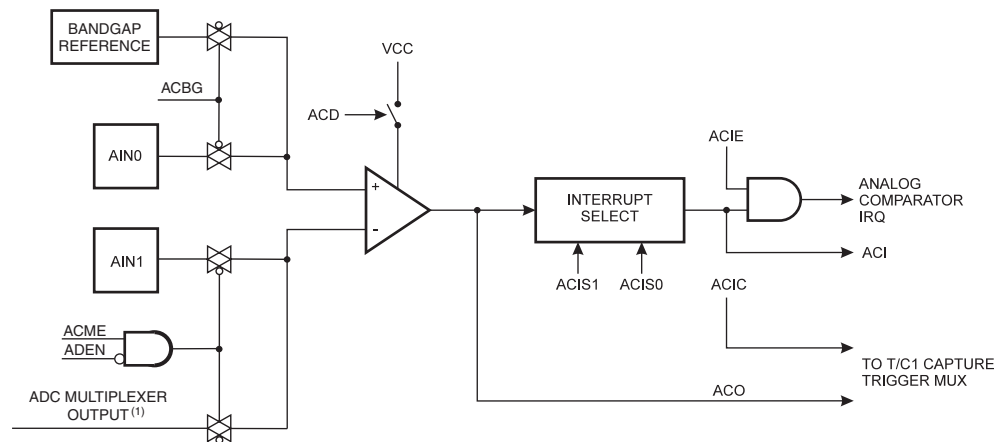 BANDGAP
REFERENCE
VCC
ACBG
ACD
AIN0
ACIE
+
-
INTERRUPT
SELECT
ANALOG
COMPARATOR
IRQ
AIN1
ACI
ACIS1 ACIS0 ACIC
ACME
ADEN
TO T/C1 CAPTURE
TRIGGER MUX
ADC MULTIPLEXER
OUTPUT (1)
ACO